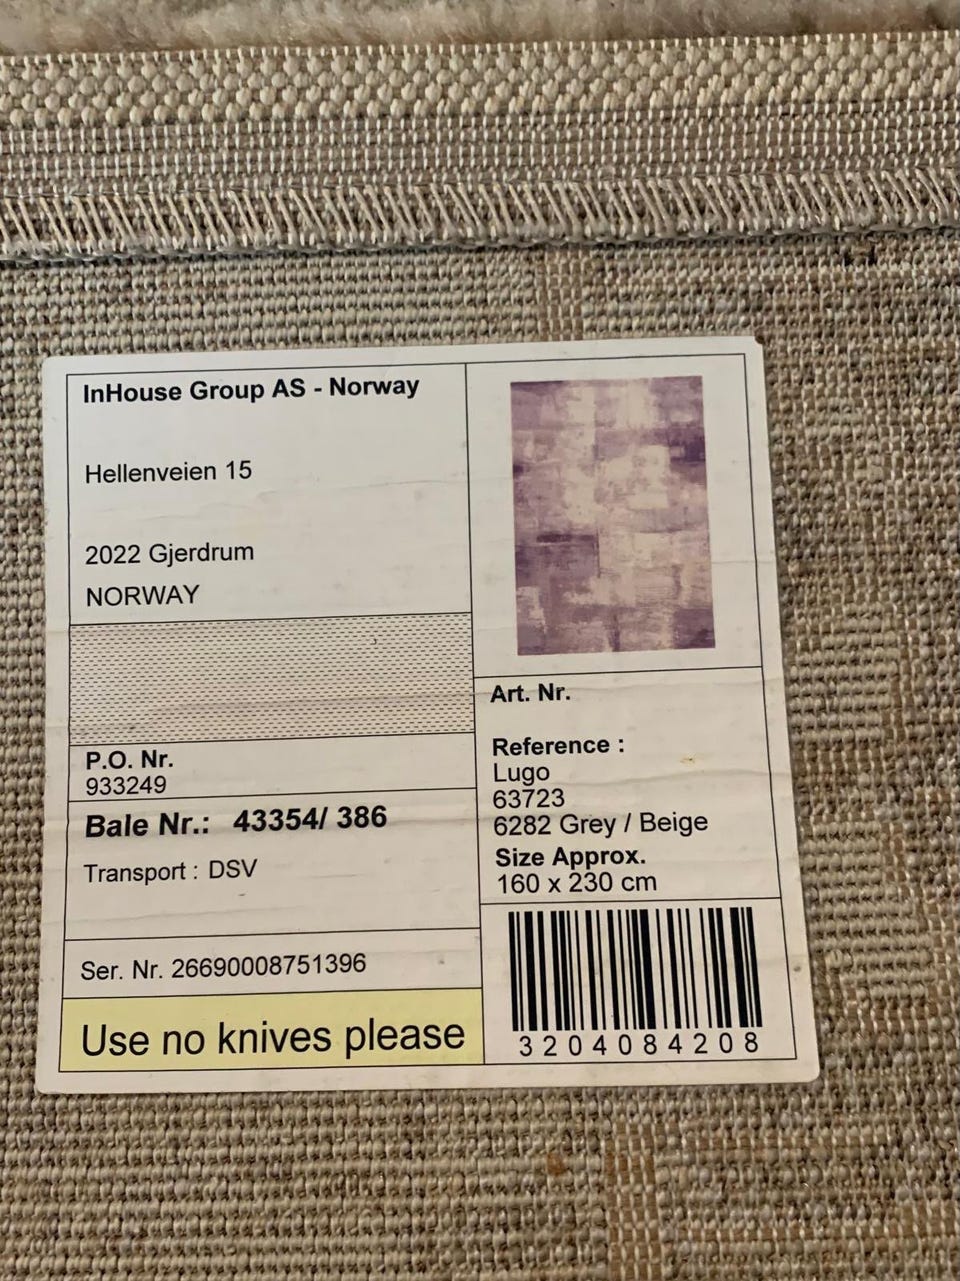 InHouse Group AS - Norway
Hellenveien 15
2022 Gjerdrum
NORWAY
P.O. Nr.
933249
Bale Nr.: 43354/ 386
Transport : DSV
Ser. Nr. 26690008751396
Use no knives please
Art. Nr.
Reference :
Lugo
63723
6282 Grey / Beige
Size Approx.
160 x 230 cm
3204084208